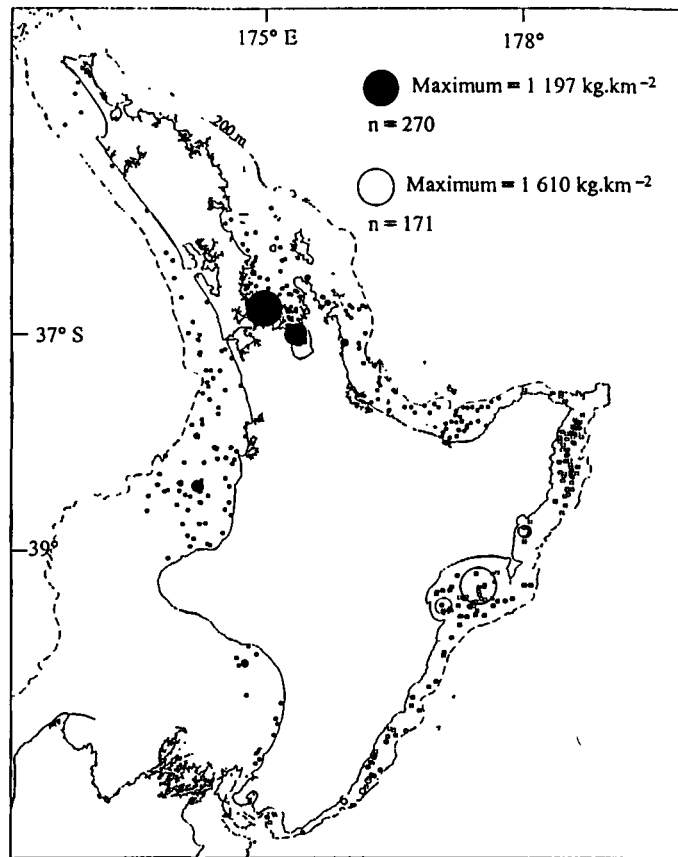 175° E 178°
Maximum = 1 197 kg.km⁻²
n = 270
200 m
Maximum = 1 610 kg.km⁻²
n = 171
37° S
39°